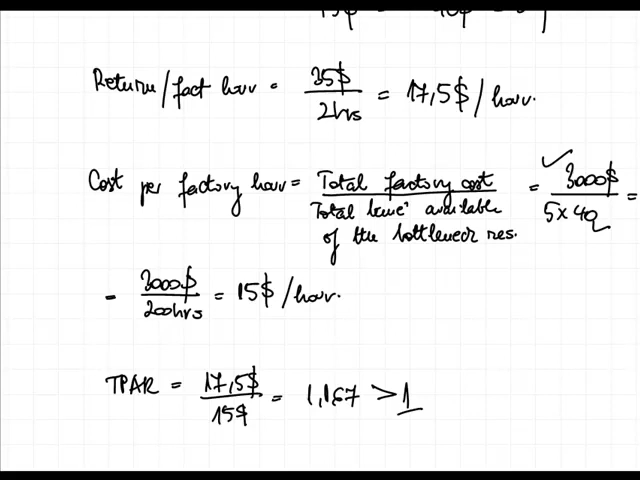 Return/fact hour = 35$ / 2hrs = 17,5$/hour.
Cost per factory hour = Total factory cost / Total time available of the bottleneck res. = 3000$ / 5x40 =
= 3000$ / 200hrs = 15$/hour.
TPAR = 17,5$ / 15$ = 1,167 > 1